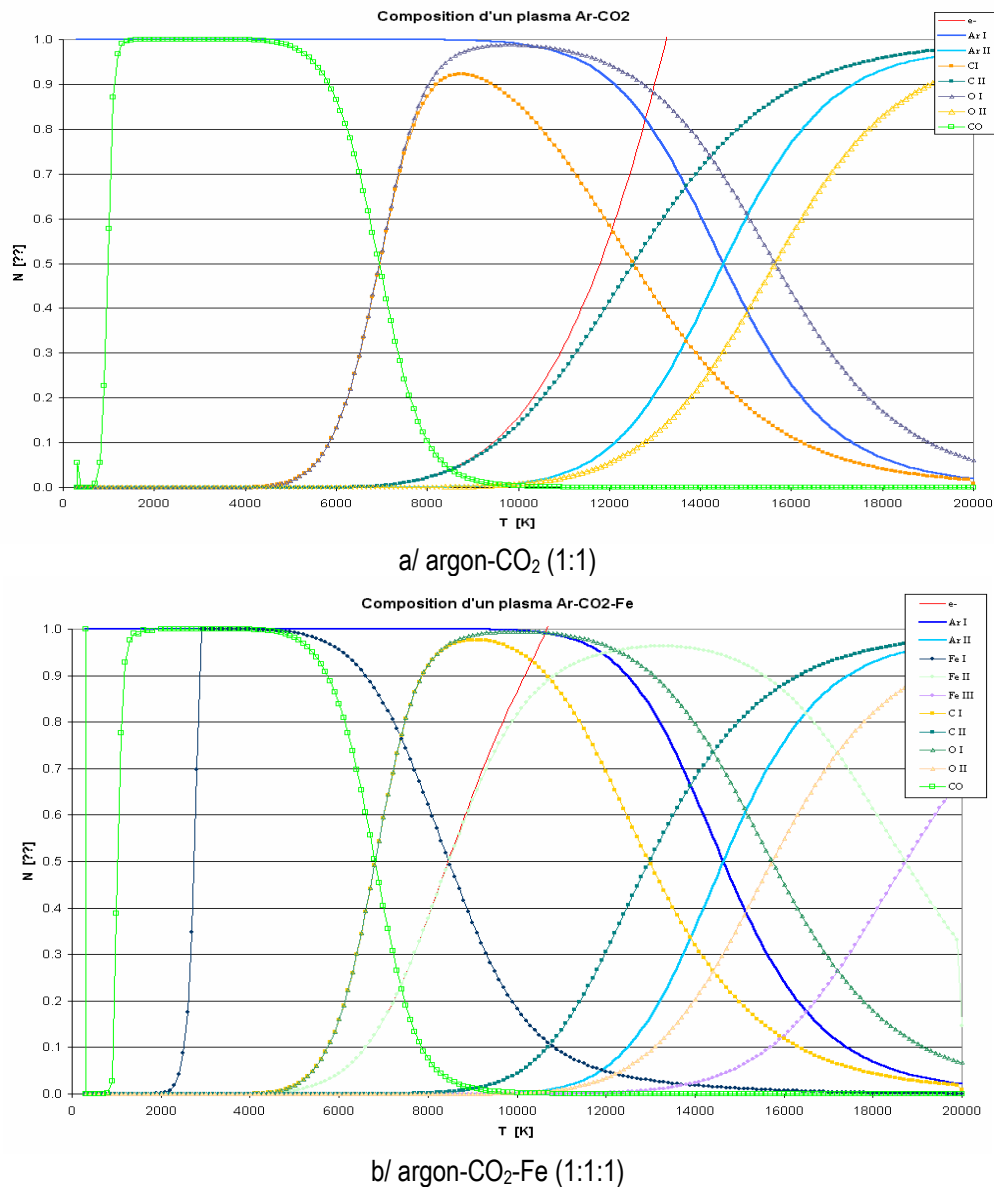 Composition d'un plasma Ar-CO2
e-
Ar I
Ar II
CI
C II
O I
O II
CO
1.0
0.9
0.8
0.7
0.6
0.5
0.4
0.3
0.2
0.1
0.0
N [??]
0 2000 4000 6000 8000 10000 12000 14000 16000 18000 20000
T [K]
a/ argon-CO₂ (1:1)
Composition d'un plasma Ar-CO2-Fe
e-
Ar I
Ar II
Fe I
Fe II
Fe III
C I
C II
O I
O II
CO
1.0
0.9
0.8
0.7
0.6
0.5
0.4
0.3
0.2
0.1
0.0
N [??]
0 2000 4000 6000 8000 10000 12000 14000 16000 18000 20000
T [K]
b/ argon-CO₂-Fe (1:1:1)